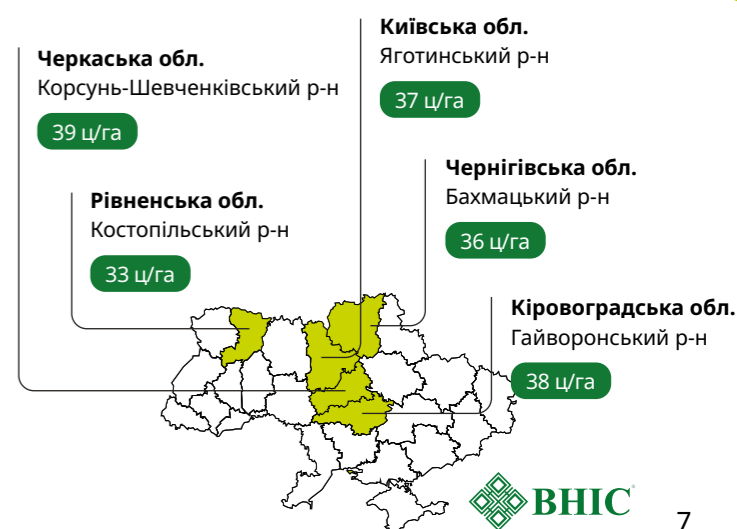 Київська обл.
Яготинський р-н
37 ц/га
Черкаська обл.
Корсунь-Шевченківський р-н
39 ц/га
Чернігівська обл.
Бахмацький р-н
36 ц/га
Рівненська обл.
Костопільський р-н
33 ц/га
Кіровоградська обл.
Гайворонський р-н
38 ц/га
ВНІС
7